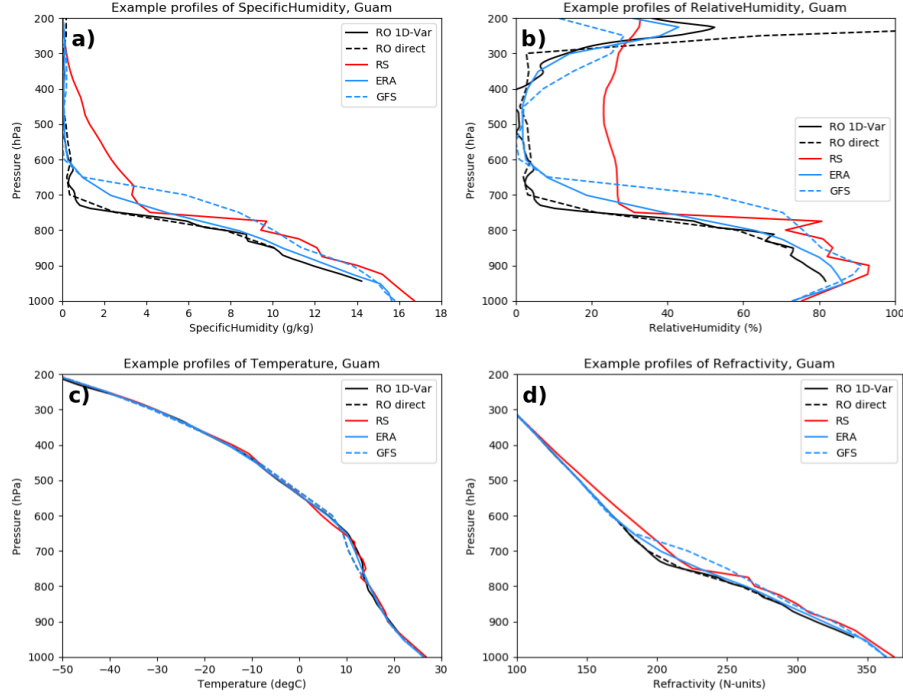 Example profiles of SpecificHumidity, Guam
a)
RO 1D-Var
RO direct
RS
ERA
GFS
200
300
400
500
600
700
800
900
1000
Pressure (hPa)
0 2 4 6 8 10 12 14 16 18
SpecificHumidity (g/kg)
Example profiles of RelativeHumidity, Guam
b)
200
300
400
500
600
700
800
900
1000
Pressure (hPa)
RO 1D-Var
RO direct
RS
ERA
GFS
0 20 40 60 80 100
RelativeHumidity (%)
Example profiles of Temperature, Guam
c)
RO 1D-Var
RO direct
RS
ERA
GFS
200
300
400
500
600
700
800
900
1000
Pressure (hPa)
−50 −40 −30 −20 −10 0 10 20 30
Temperature (degC)
Example profiles of Refractivity, Guam
d)
RO 1D-Var
RO direct
RS
ERA
GFS
200
300
400
500
600
700
800
900
1000
Pressure (hPa)
100 150 200 250 300 350
Refractivity (N-units)